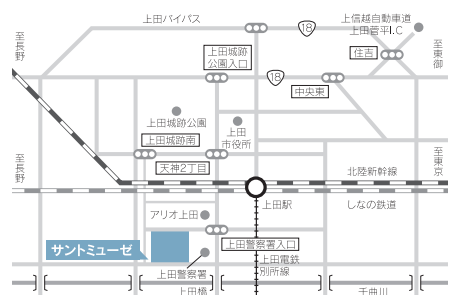 上田バイパス
18
上信越自動車道
上田菅平I.C
至長野
至東御
上田城跡
公園入口
住吉
18
中央東
上田城跡公園
上田
市役所
上田城跡南
天神2丁目
至長野
至東京
北陸新幹線
しなの鉄道
上田駅
アリオ上田
サントミューゼ
上田警察署入口
上田警察署
上田電鉄
別所線
上田橋
千曲川